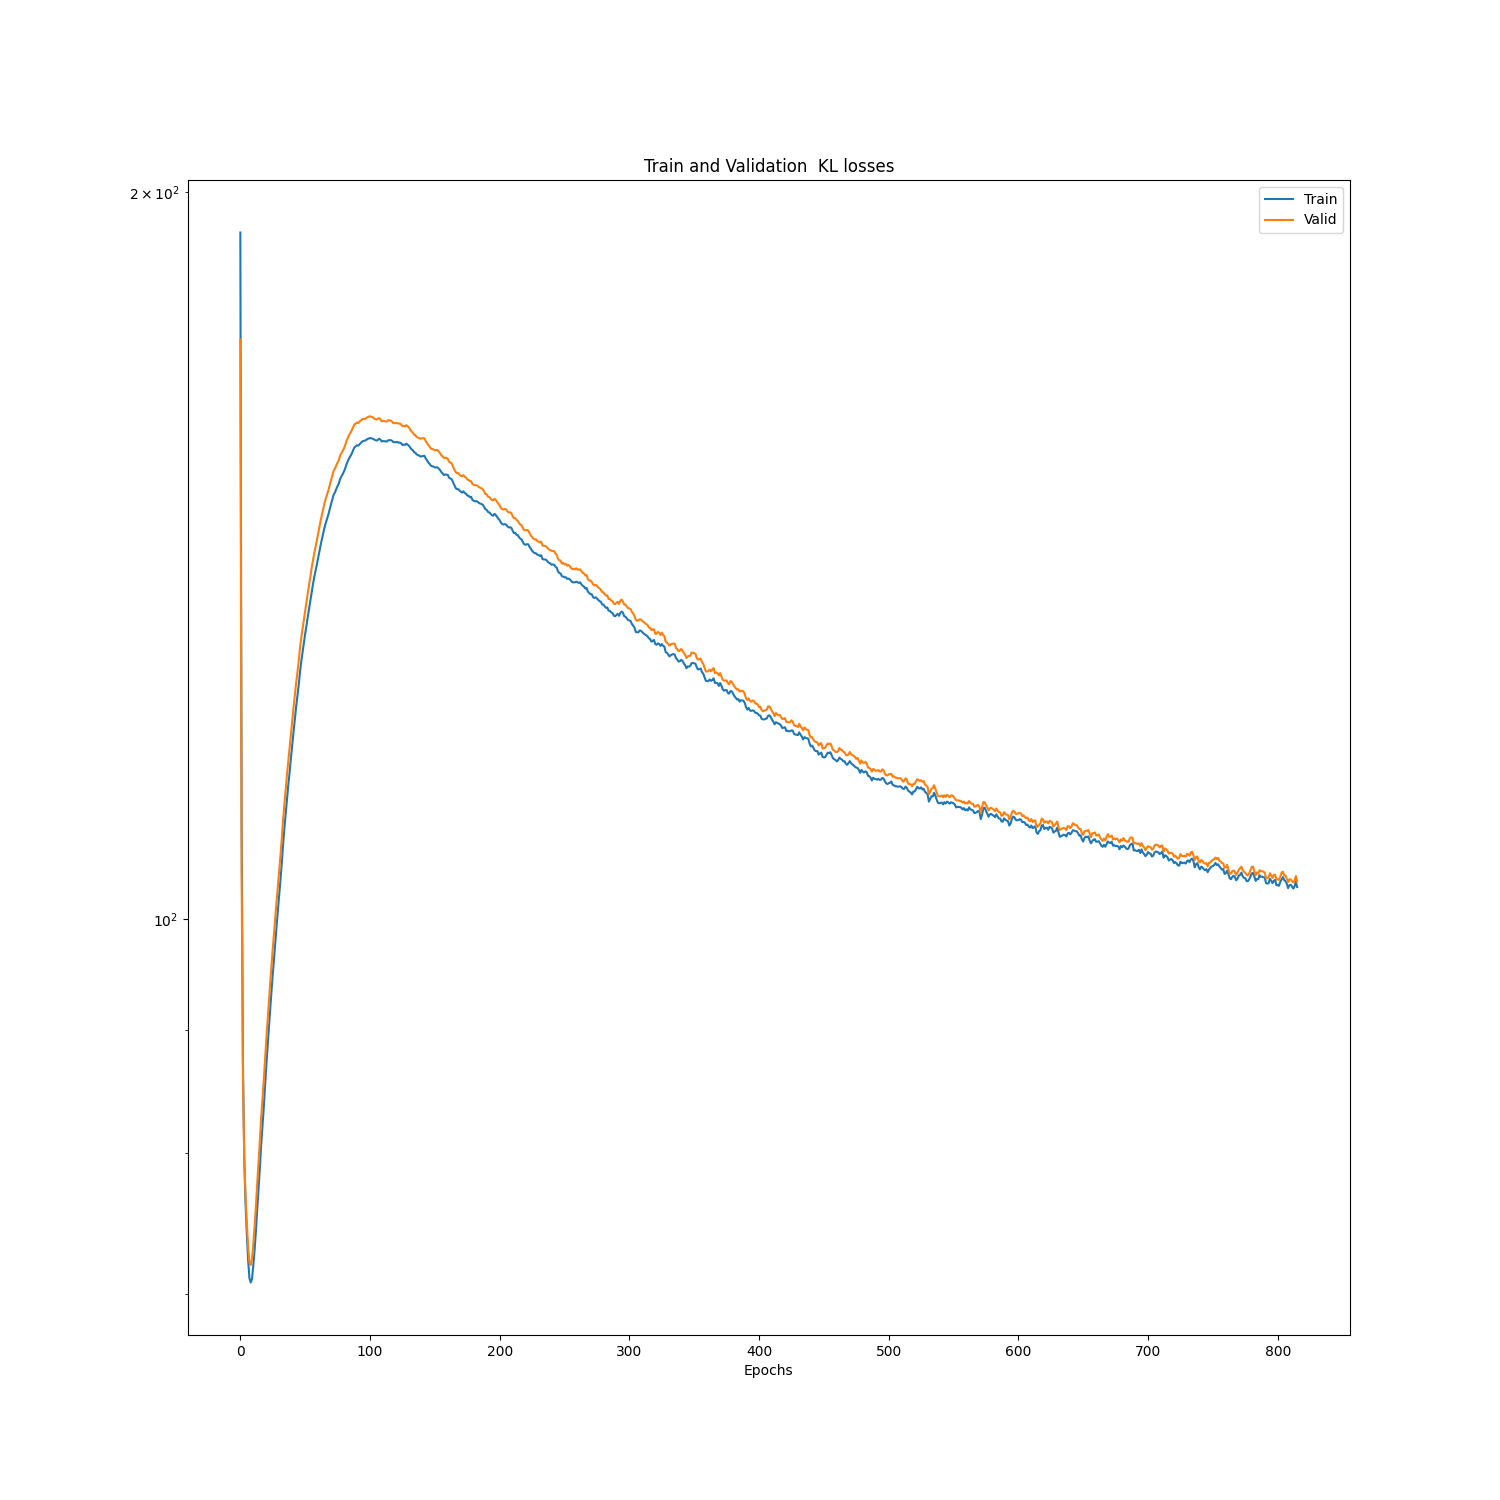 Train and Validation  KL losses
2 × 10²
Train
Valid
10²
0 100 200 300 400 500 600 700 800
Epochs